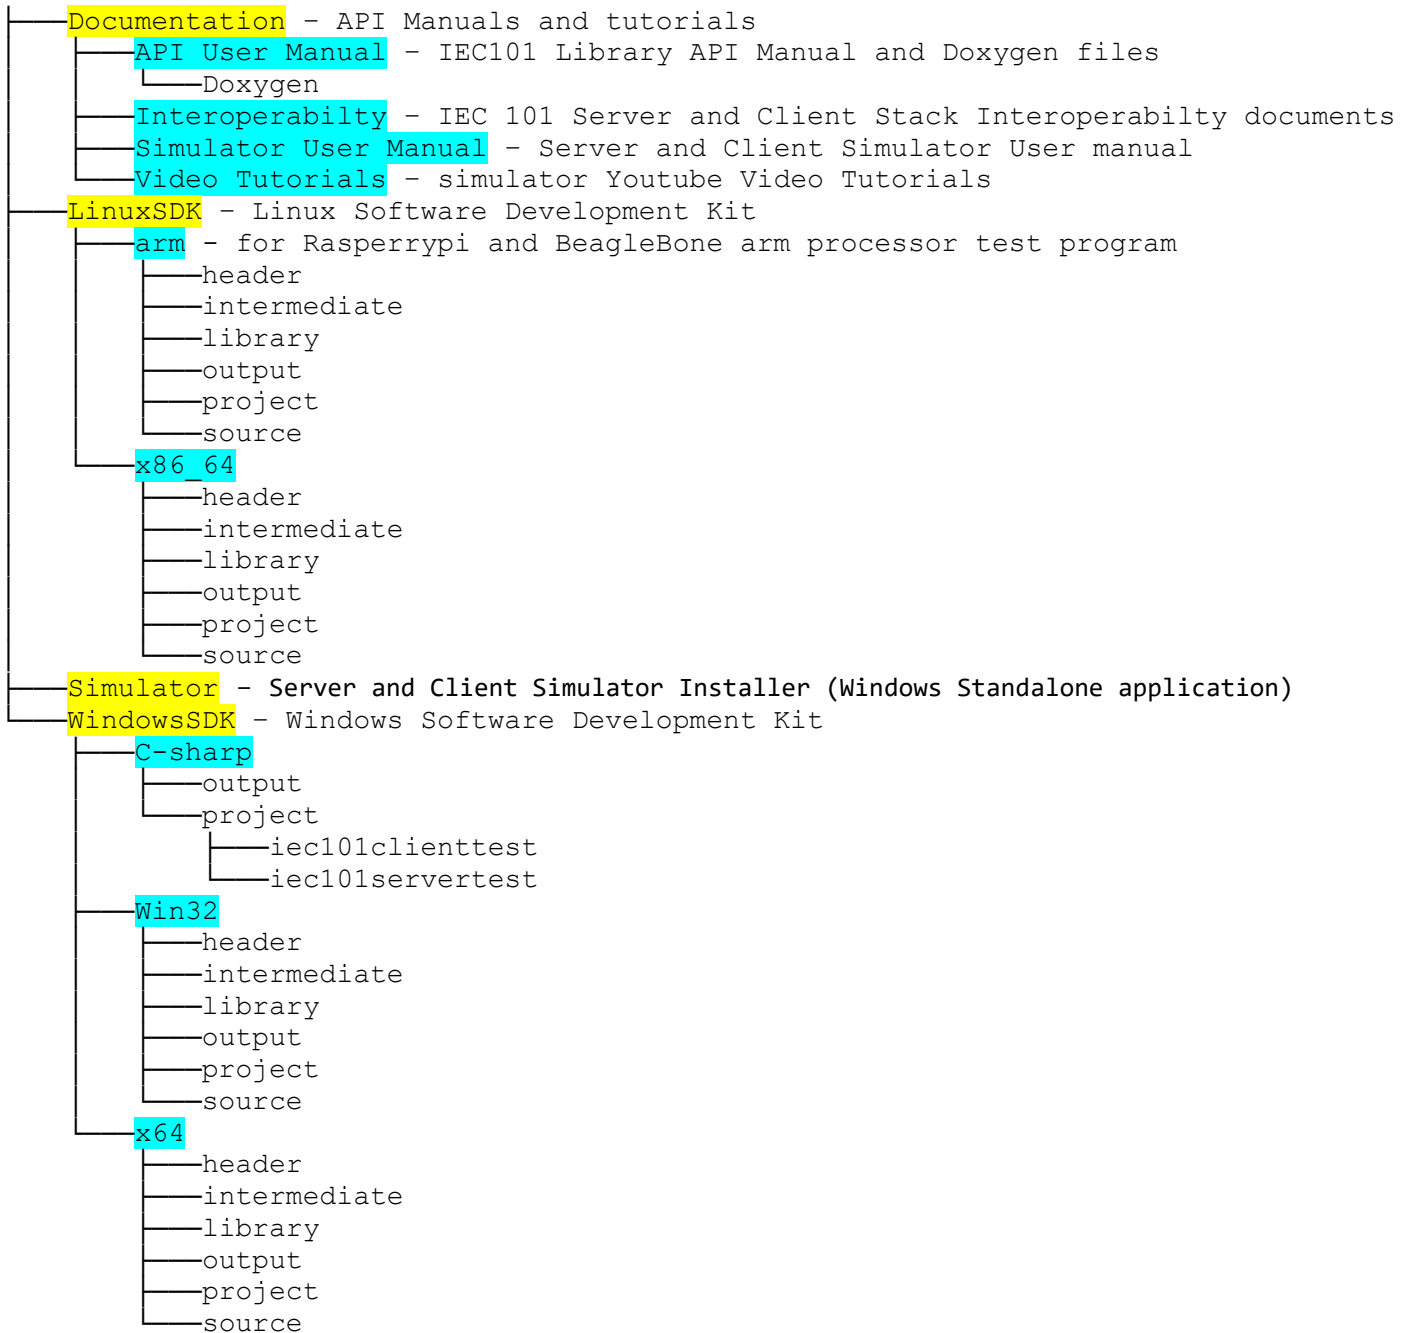 Documentation – API Manuals and tutorials
API User Manual – IEC101 Library API Manual and Doxygen files
Doxygen
Interoperabilty – IEC 101 Server and Client Stack Interoperabilty documents
Simulator User Manual – Server and Client Simulator User manual
Video Tutorials – simulator Youtube Video Tutorials
LinuxSDK – Linux Software Development Kit
arm - for Rasperrypi and BeagleBone arm processor test program
header
intermediate
library
output
project
source
x86_64
header
intermediate
library
output
project
source
Simulator – Server and Client Simulator Installer (Windows Standalone application)
WindowsSDK – Windows Software Development Kit
C-sharp
output
project
iec101clienttest
iec101servertest
Win32
header
intermediate
library
output
project
source
x64
header
intermediate
library
output
project
source